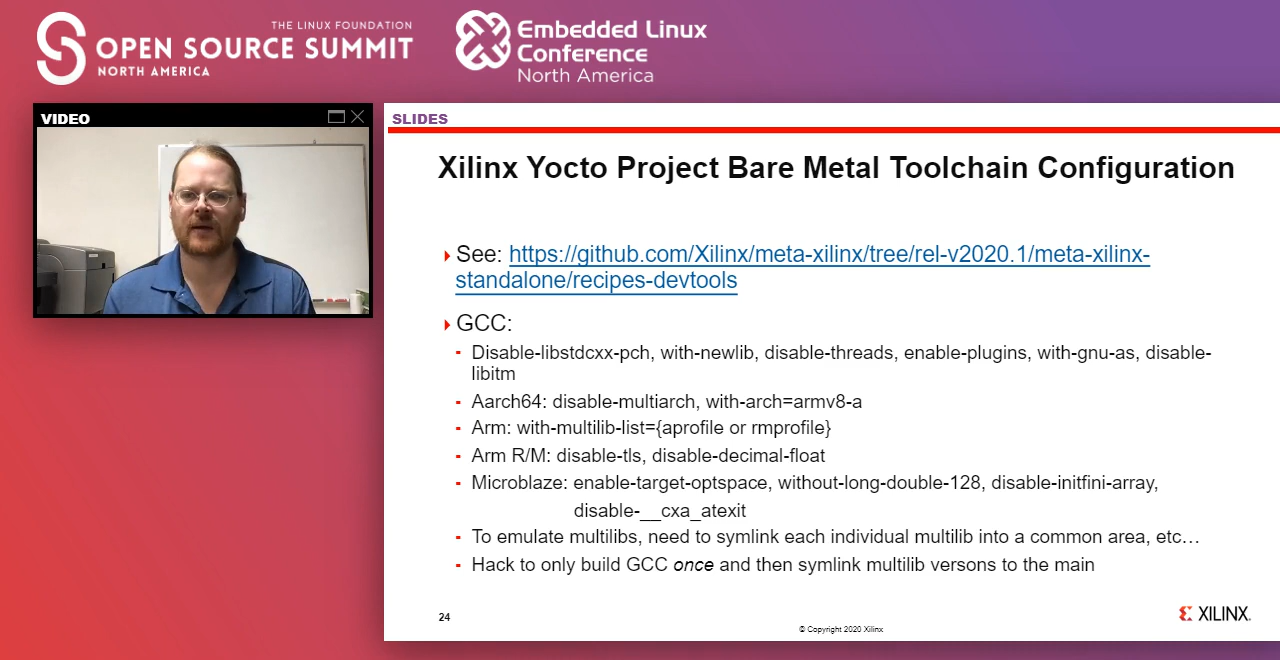 THE LINUX FOUNDATION
OPEN SOURCE SUMMIT
NORTH AMERICA
Embedded Linux
Conference
North America
VIDEO
SLIDES
Xilinx Yocto Project Bare Metal Toolchain Configuration
See: https://github.com/Xilinx/meta-xilinx/tree/rel-v2020.1/meta-xilinx-
standalone/recipes-devtools
GCC:
Disable-libstdcxx-pch, with-newlib, disable-threads, enable-plugins, with-gnu-as, disable-
libitm
Aarch64: disable-multiarch, with-arch=armv8-a
Arm: with-multilib-list={aprofile or rmprofile}
Arm R/M: disable-tls, disable-decimal-float
Microblaze: enable-target-optspace, without-long-double-128, disable-initfini-array,
disable-__cxa_atexit
To emulate multilibs, need to symlink each individual multilib into a common area, etc…
Hack to only build GCC once and then symlink multilib versons to the main
24
© Copyright 2020 Xilinx
XILINX.